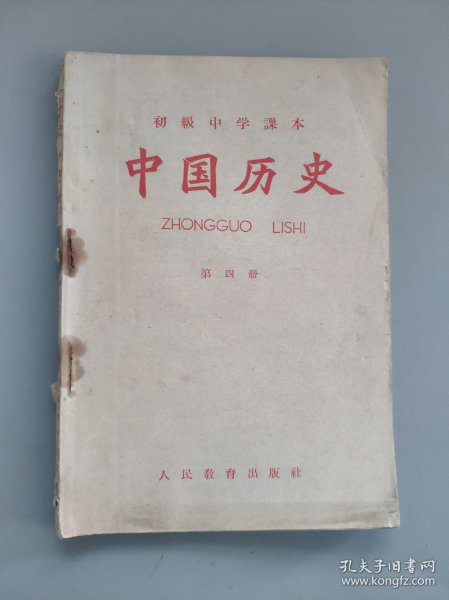 初級中学課本
中国历史
ZHONGGUO LISHI
第四册
人民敎育出版社
孔夫子旧书网
www.kongfz.com